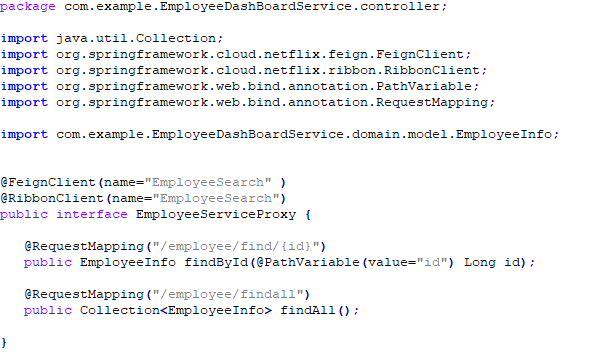 package com.example.EmployeeDashBoardService.controller;
import java.util.Collection;
import org.springframework.cloud.netflix.feign.FeignClient;
import org.springframework.cloud.netflix.ribbon.RibbonClient;
import org.springframework.web.bind.annotation.PathVariable;
import org.springframework.web.bind.annotation.RequestMapping;
import com.example.EmployeeDashBoardService.domain.model.EmployeeInfo;
@FeignClient(name="EmployeeSearch" )
@RibbonClient(name="EmployeeSearch")
public interface EmployeeServiceProxy {
@RequestMapping("/employee/find/{id}")
public EmployeeInfo findById(@PathVariable(value="id") Long id);
@RequestMapping("/employee/findall")
public Collection<EmployeeInfo> findAll();
}